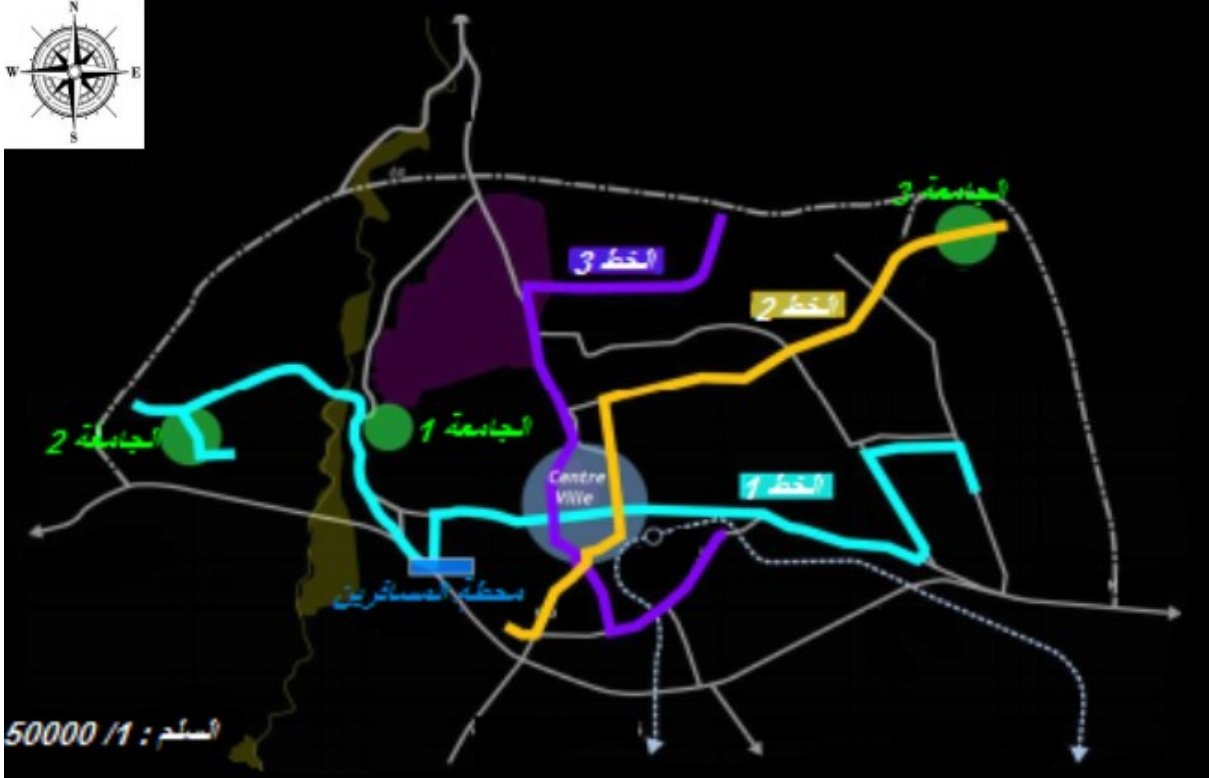 N
W E
S
الجامعة 3
الخط 3
الخط 2
الجامعة 1
الجامعة 2
Centre
Ville
الخط 1
محطة المسافرين
السلم : 1/ 50000